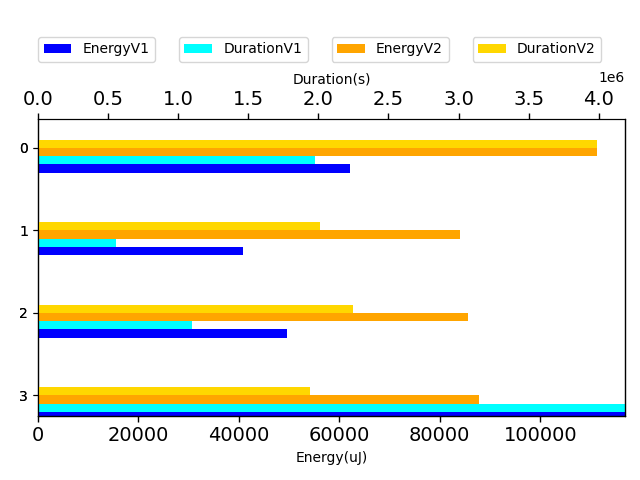 EnergyV1 DurationV1 EnergyV2 DurationV2
Duration(s)
1e6
0.0 0.5 1.0 1.5 2.0 2.5 3.0 3.5 4.0
0
1
2
3
0 20000 40000 60000 80000 100000
Energy(uJ)